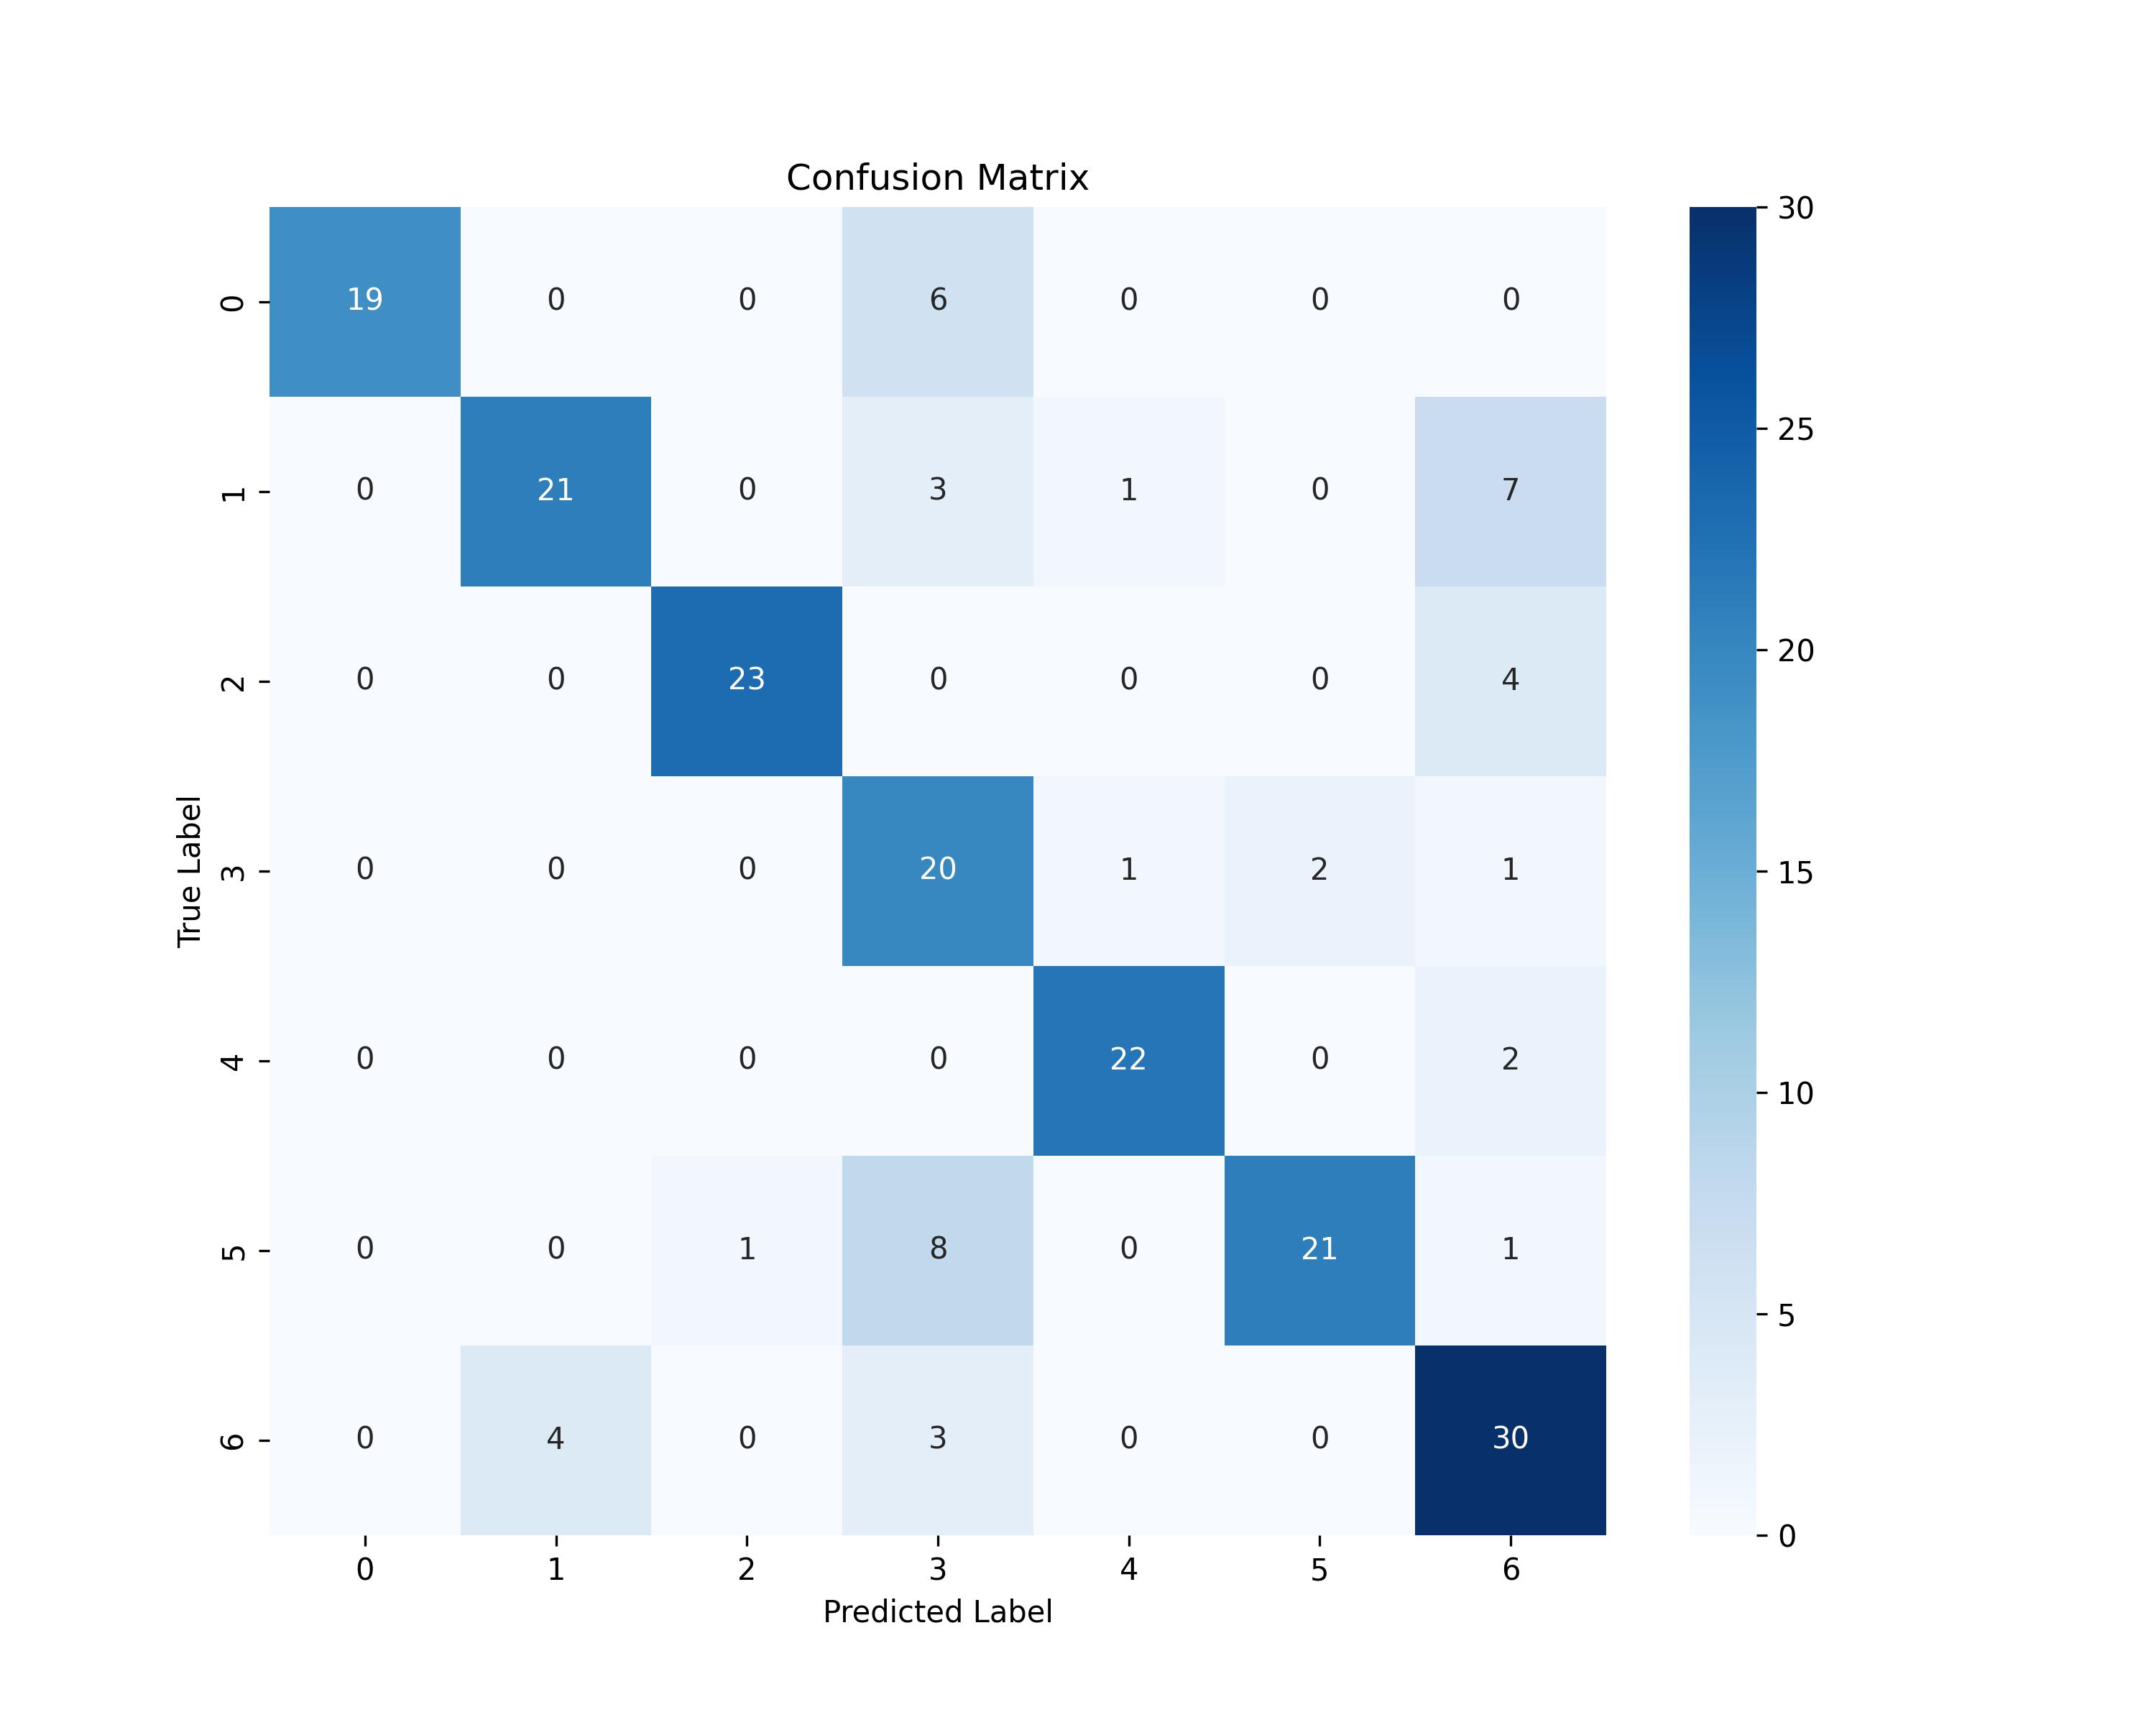 Confusion Matrix
0 19 0 0 6 0 0 0
1 0 21 0 3 1 0 7
2 0 0 23 0 0 0 4
3 0 0 0 20 1 2 1
4 0 0 0 0 22 0 2
5 0 0 1 8 0 21 1
6 0 4 0 3 0 0 30
0 1 2 3 4 5 6
Predicted Label
True Label
30
25
20
15
10
5
0